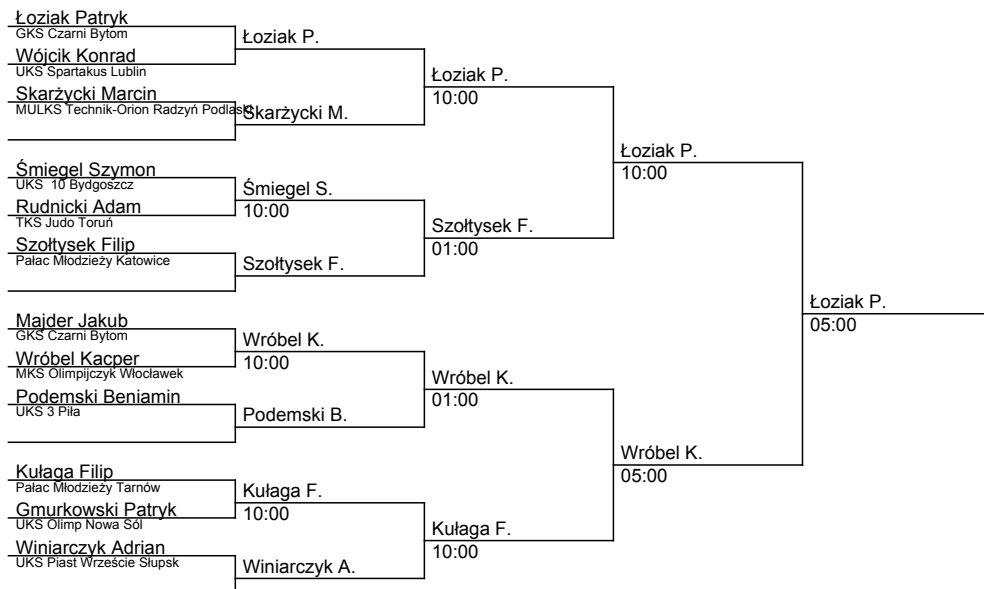 Łoziak Patryk
GKS Czarni Bytom
Łoziak P.
Wójcik Konrad
UKS Spartakus Lublin
Łoziak P.
10:00
Skarżycki Marcin
MULKS Technik-Orion Radzyń Podlaski
Skarżycki M.
Łoziak P.
10:00
Śmiegel Szymon
UKS 10 Bydgoszcz
Śmiegel S.
10:00
Rudnicki Adam
TKS Judo Toruń
Szołtysek F.
01:00
Szołtysek Filip
Pałac Młodzieży Katowice
Szołtysek F.
Łoziak P.
05:00
Majder Jakub
GKS Czarni Bytom
Wróbel K.
10:00
Wróbel Kacper
MKS Olimpijczyk Włocławek
Wróbel K.
01:00
Podemski Beniamin
UKS 3 Piła
Podemski B.
Wróbel K.
05:00
Kułaga Filip
Pałac Młodzieży Tarnów
Kułaga F.
10:00
Gmurkowski Patryk
UKS Olimp Nowa Sól
Kułaga F.
10:00
Winiarczyk Adrian
UKS Piast Wrzeście Słupsk
Winiarczyk A.